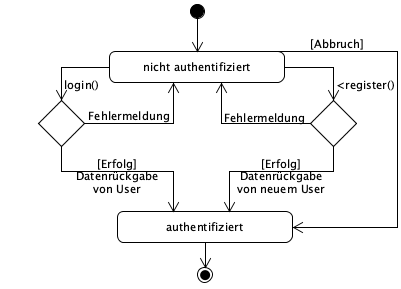 [Abbruch]
nicht authentifiziert
login()
<register()
Fehlermeldung
Fehlermeldung
[Erfolg]
Datenrückgabe
von User
[Erfolg]
Datenrückgabe
von neuem User
authentifiziert